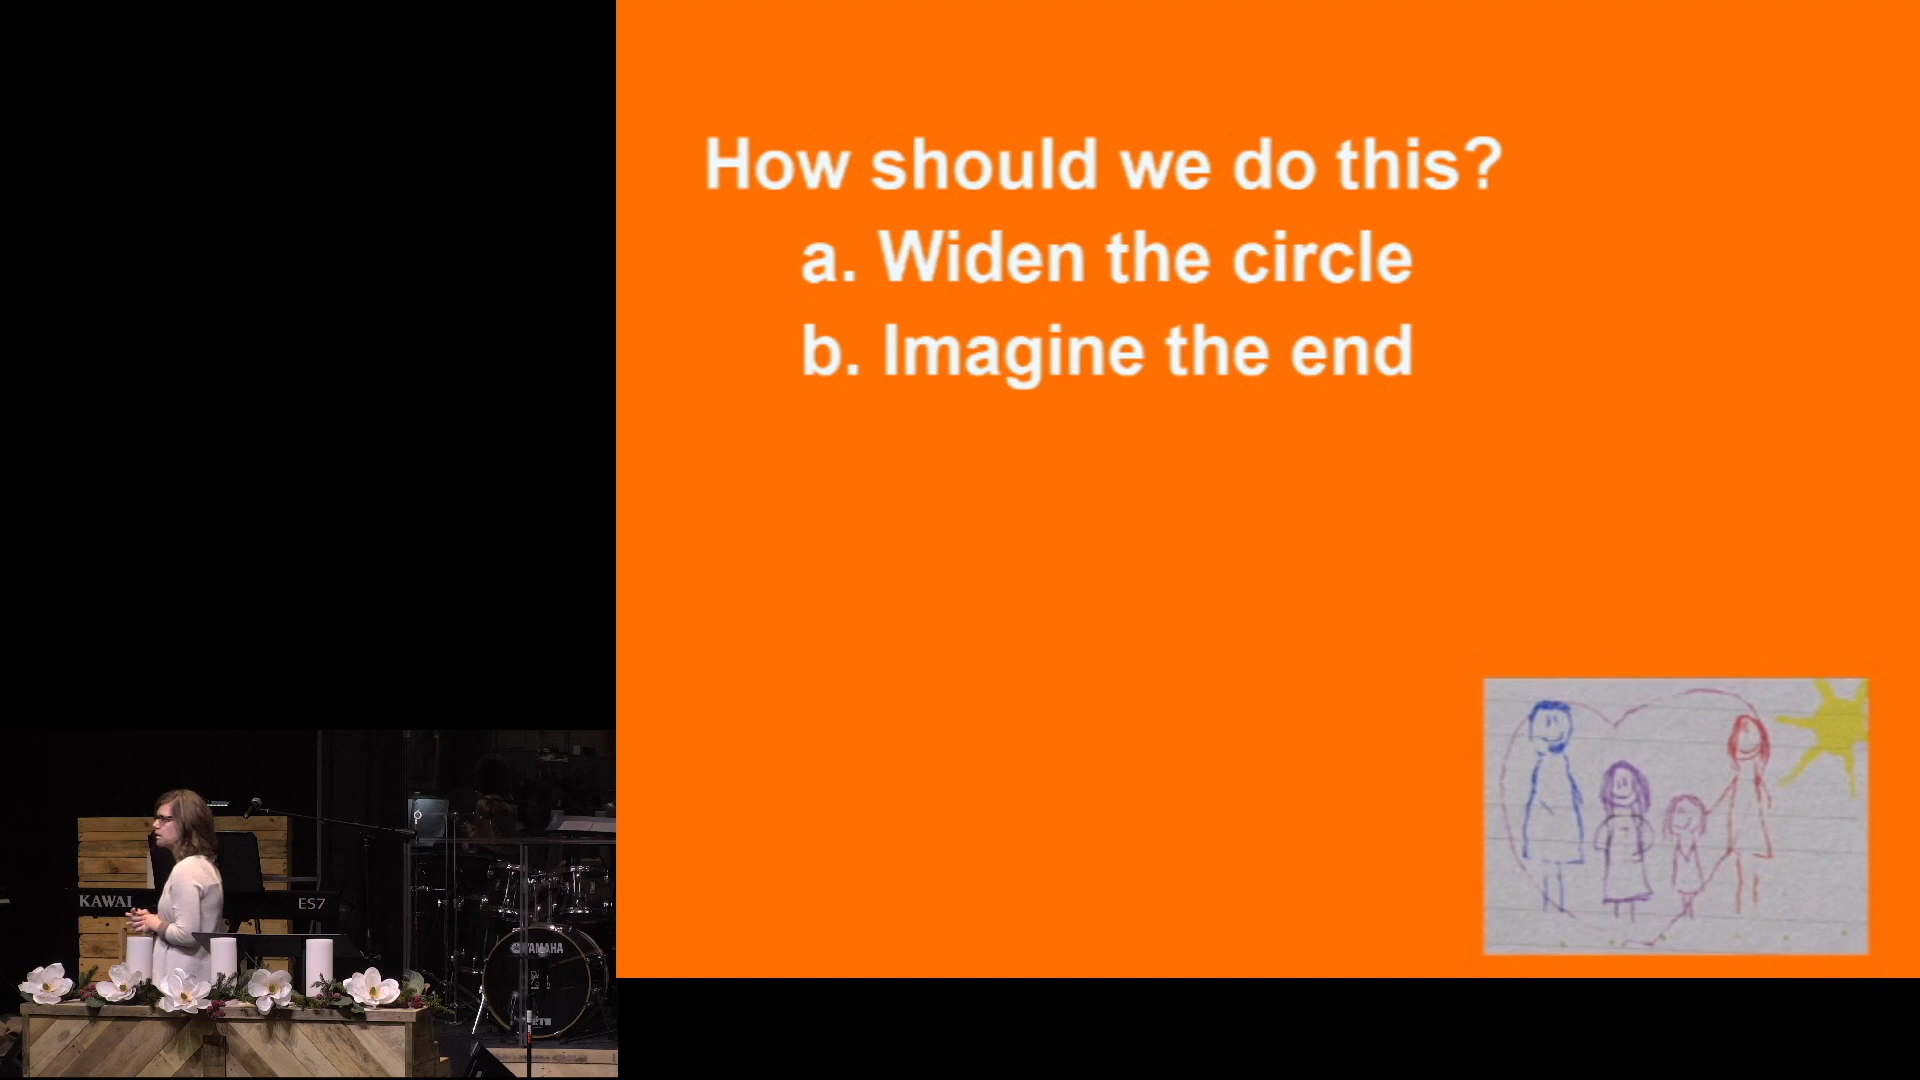 How should we do this?
a. Widen the circle
b. Imagine the end
KAWAI
ES7
YAMAHA